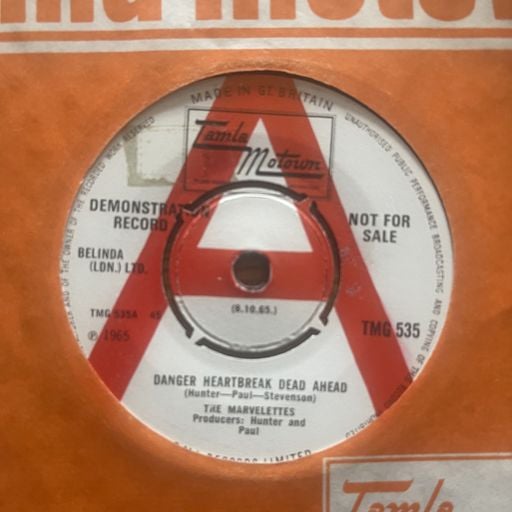 MADE IN GT. BRITAIN
UNAUTHORISED PUBLIC PERFORMANCE BROADCASTING AND COPYING OF THIS RECORD
Tamla
Motown
DEMONSTRATION
RECORD
NOT FOR
SALE
BELINDA
(LDN.) LTD.
TMG 535A 45
℗ 1965
(8.10.65.)
TMG 535
DANGER HEARTBREAK DEAD AHEAD
(Hunter—Paul—Stevenson)
THE MARVELETTES
Producers: Hunter and
Paul
RECORDS LIMITED
Tamla